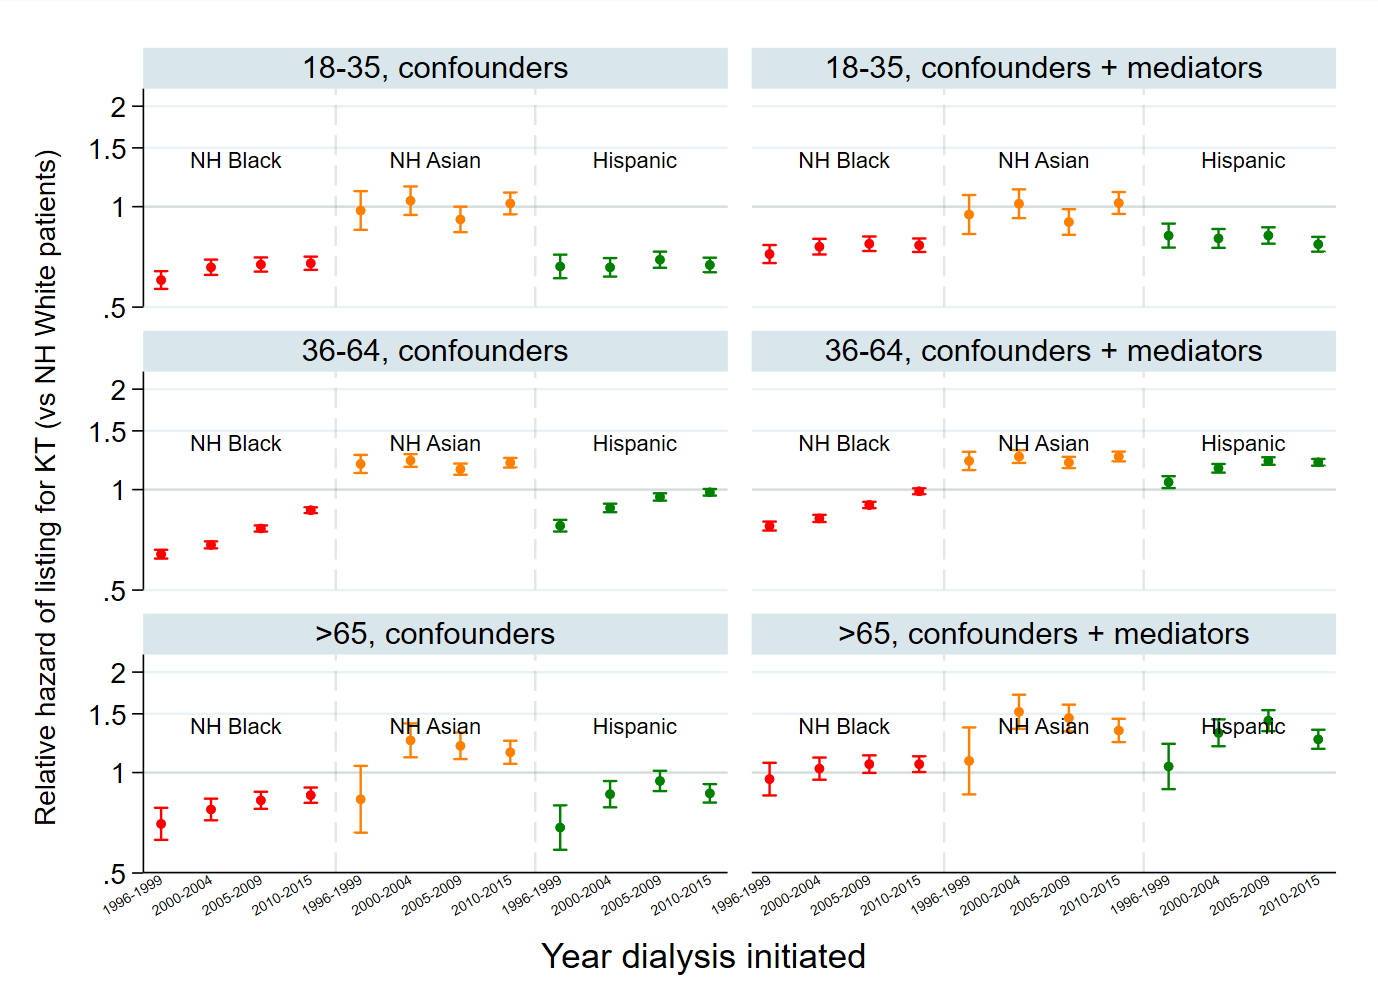 Relative hazard of listing for KT (vs NH White patients)
18-35, confounders
18-35, confounders + mediators
2
1.5
1
.5
NH Black
NH Asian
Hispanic
NH Black
NH Asian
Hispanic
36-64, confounders
36-64, confounders + mediators
2
1.5
1
.5
NH Black
NH Asian
Hispanic
NH Black
NH Asian
Hispanic
>65, confounders
>65, confounders + mediators
2
1.5
1
.5
NH Black
NH Asian
Hispanic
NH Black
NH Asian
Hispanic
1996-1999
2000-2004
2005-2009
2010-2015
1996-1999
2000-2004
2005-2009
2010-2015
1996-1999
2000-2004
2005-2009
2010-2015
1996-1999
2000-2004
2005-2009
2010-2015
1996-1999
2000-2004
2005-2009
2010-2015
1996-1999
2000-2004
2005-2009
2010-2015
Year dialysis initiated